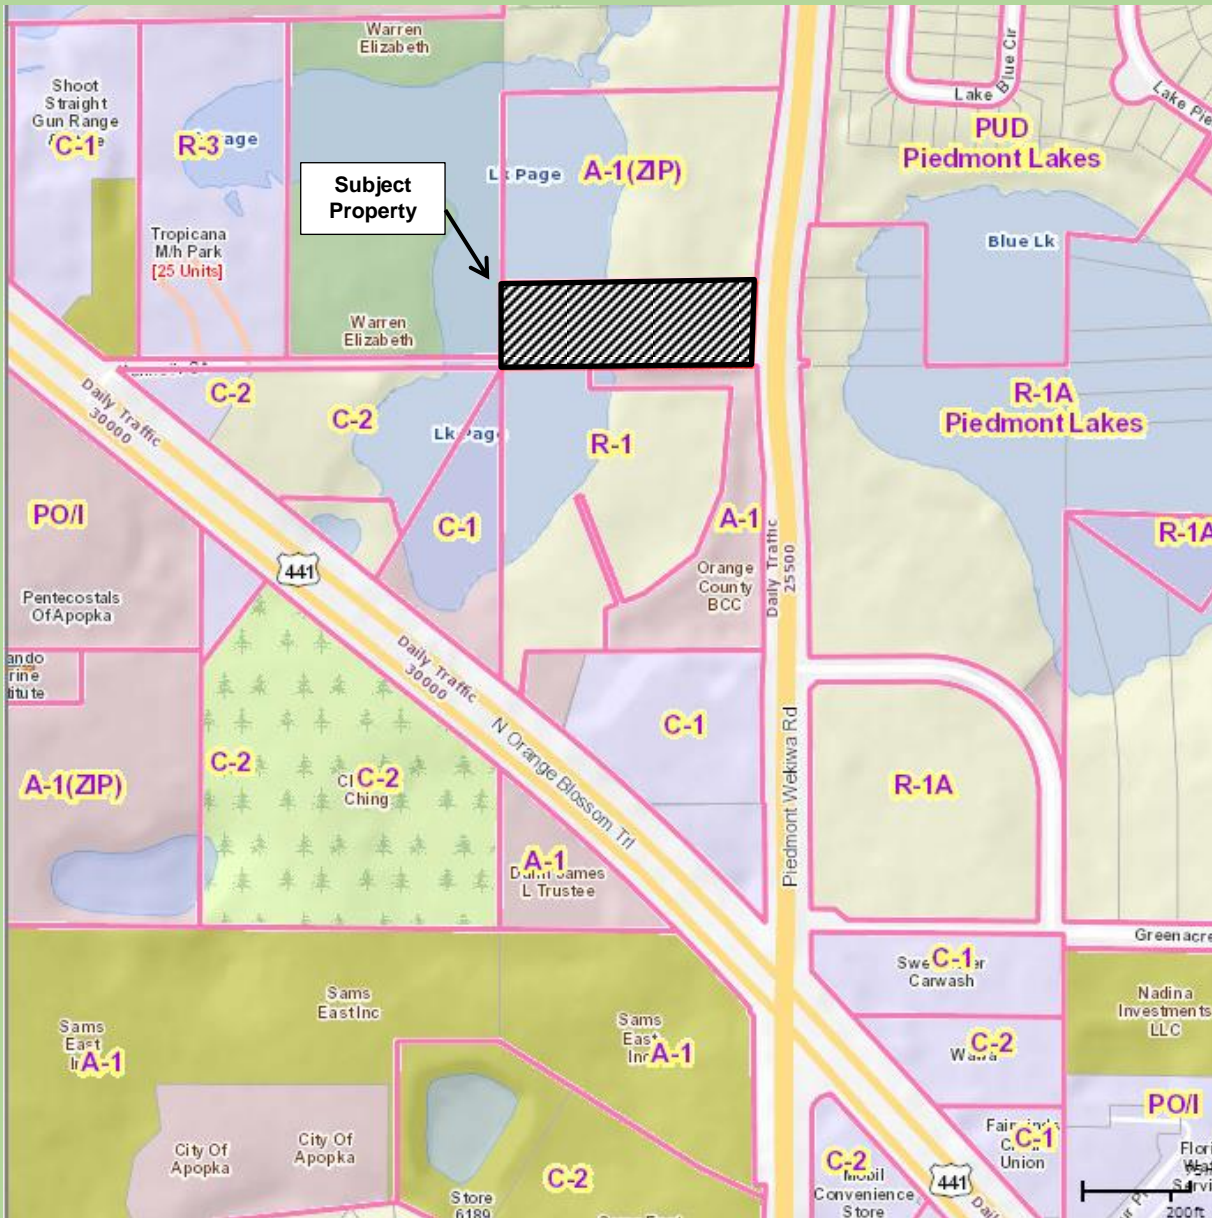 Warren
Elizabeth
Shoot
Straight
Gun Range
C-1
R-3
Lk Page
A-1(ZIP)
Lake
Blue Cir
PUD
Piedmont Lakes
Subject
Property
Tropicana
M/h Park
[25 Units]
Blue Lk
Warren
Elizabeth
C-2
C-2
Lk Page
R-1
R-1A
Piedmont Lakes
Daily Traffic
30000
PO/I
C-1
A-1
R-1A
Daily Traffic
25500
441
Orange
County
BCC
Pentecostals
Of Apopka
Daily Traffic
30000
N Orange Blossom Trl
C-1
Piedmont Wekiwa Rd
A-1(ZIP)
C-2
C-2
Ching
R-1A
A-1
James
L Trustee
Greenacre
C-1
Carwash
Sams
East Inc
Sams
East
A-1
Sams
East
Inc
A-1
C-2
Wawa
Nadina
Investments
LLC
City Of
Apopka
City Of
Apopka
C-2
Store
6189
PO/I
C-1
Union
C-2
Mobil
Convenience
Store
441
200ft